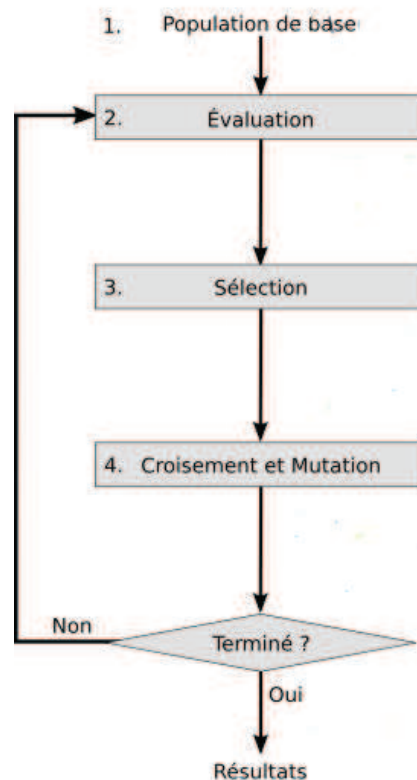 1. Population de base
2. Évaluation
3. Sélection
4. Croisement et Mutation
Non
Terminé ?
Oui
Résultats